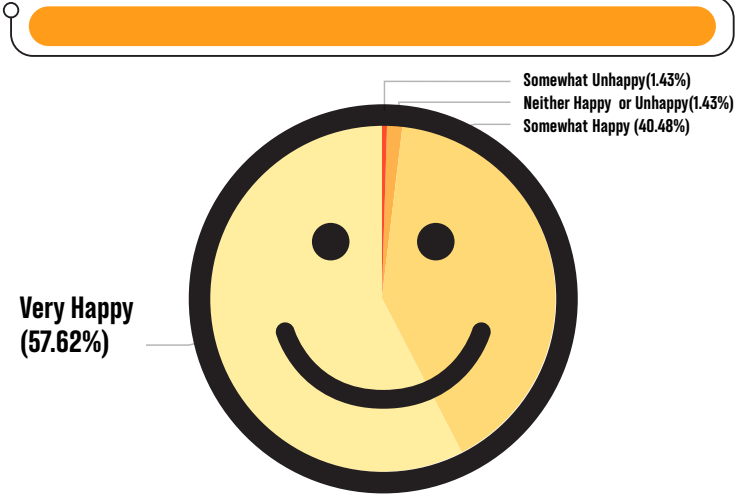 Somewhat Unhappy(1.43%)
Neither Happy or Unhappy(1.43%)
Somewhat Happy (40.48%)
Very Happy
(57.62%)